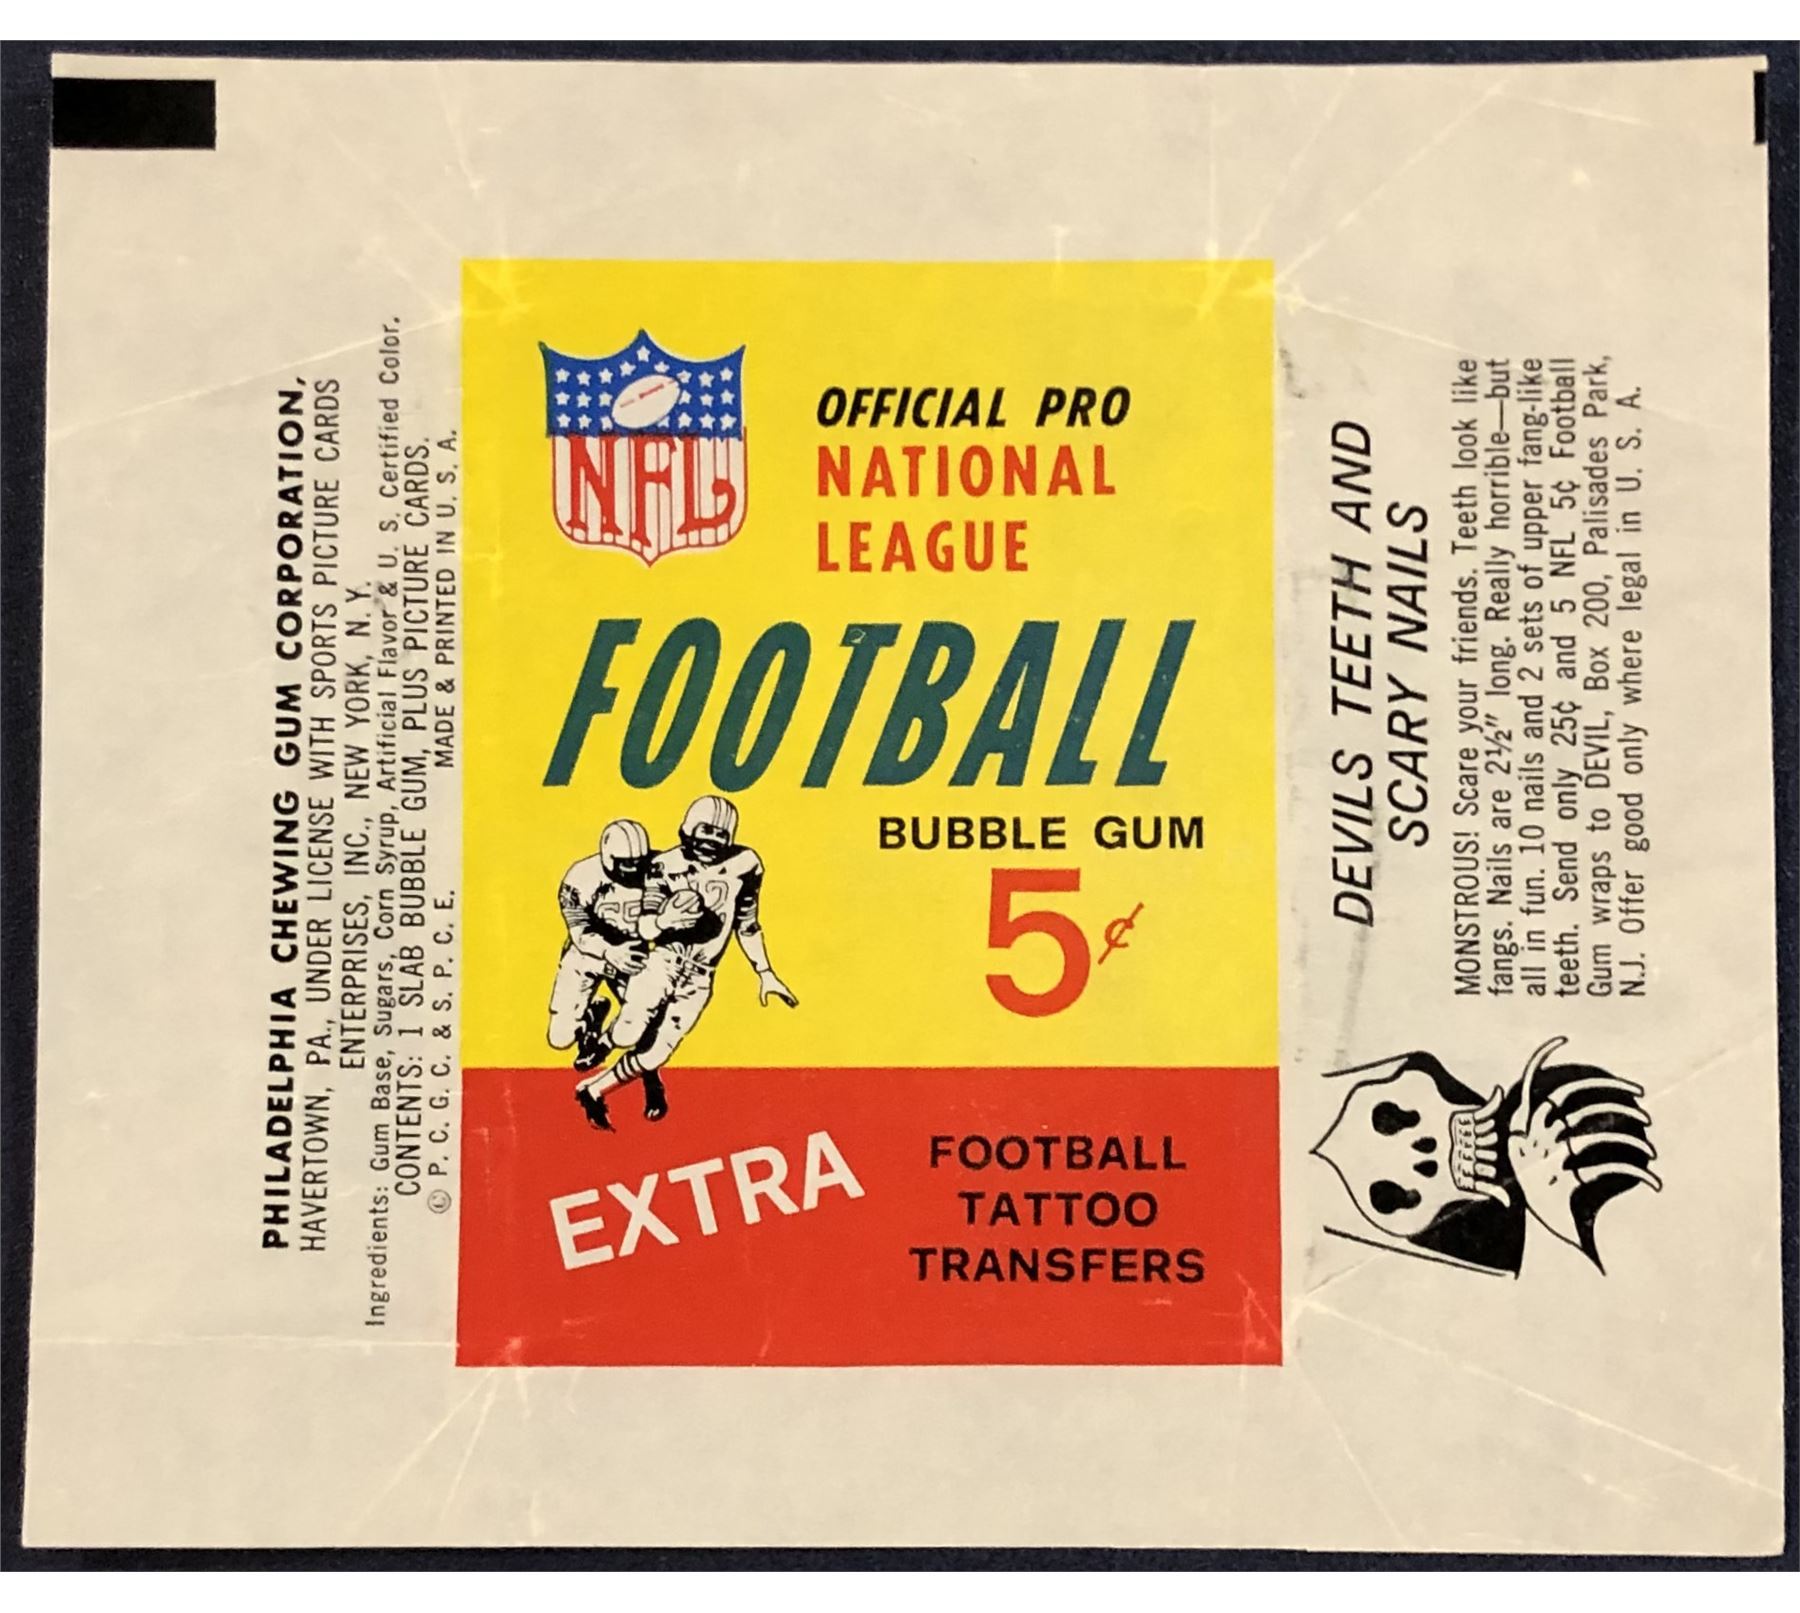 PHILADELPHIA CHEWING GUM CORPORATION,
HAVERTOWN, PA., UNDER LICENSE WITH SPORTS PICTURE CARDS
ENTERPRISES, INC., NEW YORK, N. Y.
Ingredients: Gum Base, Sugars, Corn Syrup, Artificial Flavor & U. S. Certified Color.
CONTENTS: 1 SLAB BUBBLE GUM, PLUS PICTURE CARDS.
© P. C. G. C. & S. P. C. E. MADE & PRINTED IN U. S. A.
NFL
OFFICIAL PRO
NATIONAL
LEAGUE
FOOTBALL
BUBBLE GUM
5¢
EXTRA
FOOTBALL
TATTOO
TRANSFERS
DEVILS TEETH AND
SCARY NAILS
MONSTROUS! Scare your friends. Teeth look like
fangs. Nails are 2½" long. Really horrible—but
all in fun. 10 nails and 2 sets of upper fang-like
teeth. Send only 25¢ and 5 NFL 5¢ Football
Gum wraps to DEVIL, Box 200, Palisades Park,
N.J. Offer good only where legal in U. S. A.